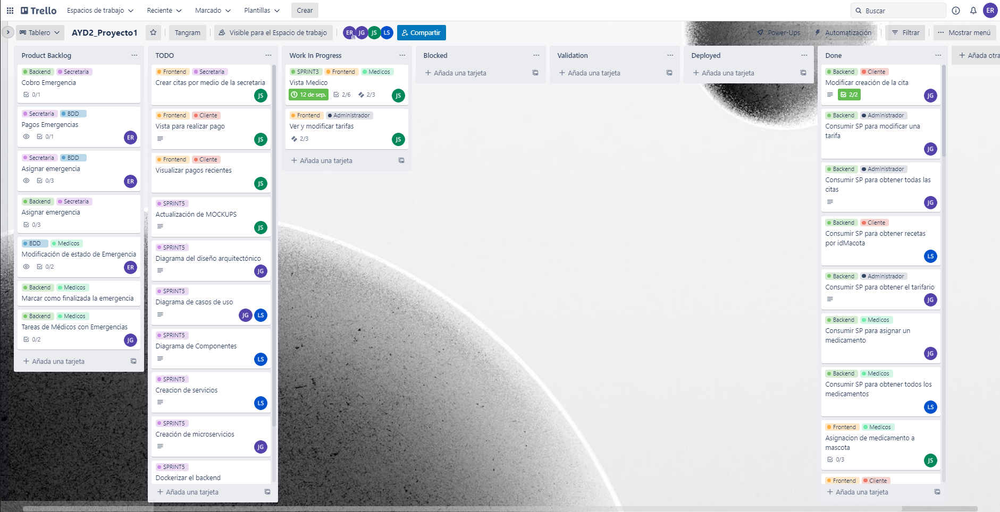 Trello
Espacios de trabajo
Reciente
Marcado
Plantillas
Crear
Buscar
ER
Tablero
AYD2_Proyecto1
Tangram
Visible para el Espacio de trabajo
ER JG JS LS
Compartir
Power-Ups
Automatización
Filtrar
Mostrar menú
Product Backlog
Backend Secretaria
Cobro Emergencia
0/1
Secretaria BDD
Pagos Emergencias
0/1 ER
Secretaria BDD
Asignar emergencia
0/3 ER
Backend Secretaria
Asignar emergencia
0/3
BDD Medicos
Modificación de estado de Emergencia
0/2 ER
Backend Medicos
Marcar como finalizada la emergencia
Backend Medicos
Tareas de Médicos con Emergencias
0/2 JG
Añada una tarjeta
TODO
Frontend Secretaria
Crear citas por medio de la secretaria
JS
Frontend Cliente
Vista para realizar pago
JS
Frontend Cliente
Visualizar pagos recientes
JS
SPRINT5
Actualización de MOCKUPS
JS
SPRINT5
Diagrama del diseño arquitectónico
JG
SPRINT5
Diagrama de casos de uso
JG LS
SPRINT5
Diagrama de Componentes
LS
SPRINT5
Creacion de servicios
LS
SPRINT5
Creación de microservicios
JG
SPRINT5
Dockerizar el backend
Añada una tarjeta
Work In Progress
SPRINT3 Frontend Medicos
Vista Medico
12 de sep. 2/6 2/3 JS
Frontend Administrador
Ver y modificar tarifas
2/3 JS
Añada una tarjeta
Blocked
Añada una tarjeta
Validation
Añada una tarjeta
Deployed
Añada una tarjeta
Done
Backend Cliente
Modificar creación de la cita
2/2 JG
Backend Administrador
Consumir SP para modificar una
tarifa
JG
Backend Administrador
Consumir SP para obtener todas las
citas
JG
Backend Cliente
Consumir SP para obtener recetas
por idMacota
LS
Backend Administrador
Consumir SP para obtener el tarifario
JG
Backend Medicos
Consumir SP para asignar un
medicamento
JG
Backend Medicos
Consumir SP para obtener todos los
medicamentos
LS
Frontend Medicos
Asignacion de medicamento a
mascota
0/3 JS
Frontend Cliente
Añada una tarjeta
Añada otra